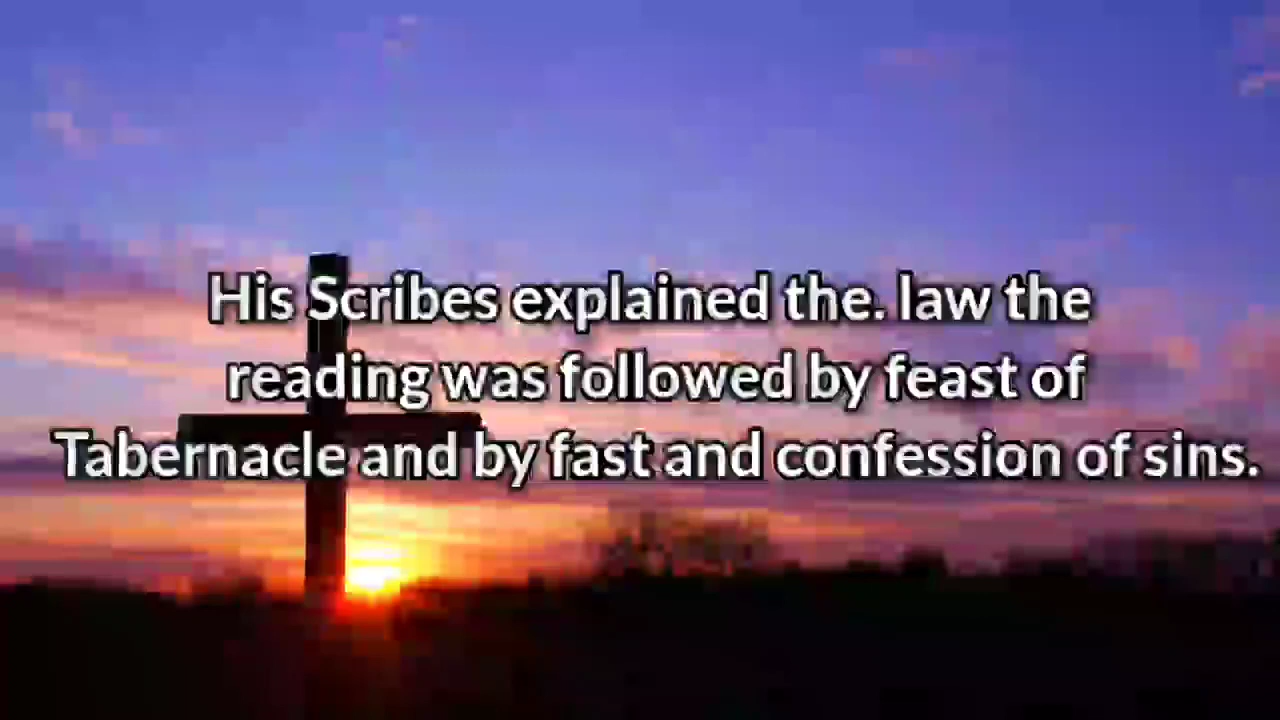 His Scribes explained the. law the
reading was followed by feast of
Tabernacle and by fast and confession of sins.